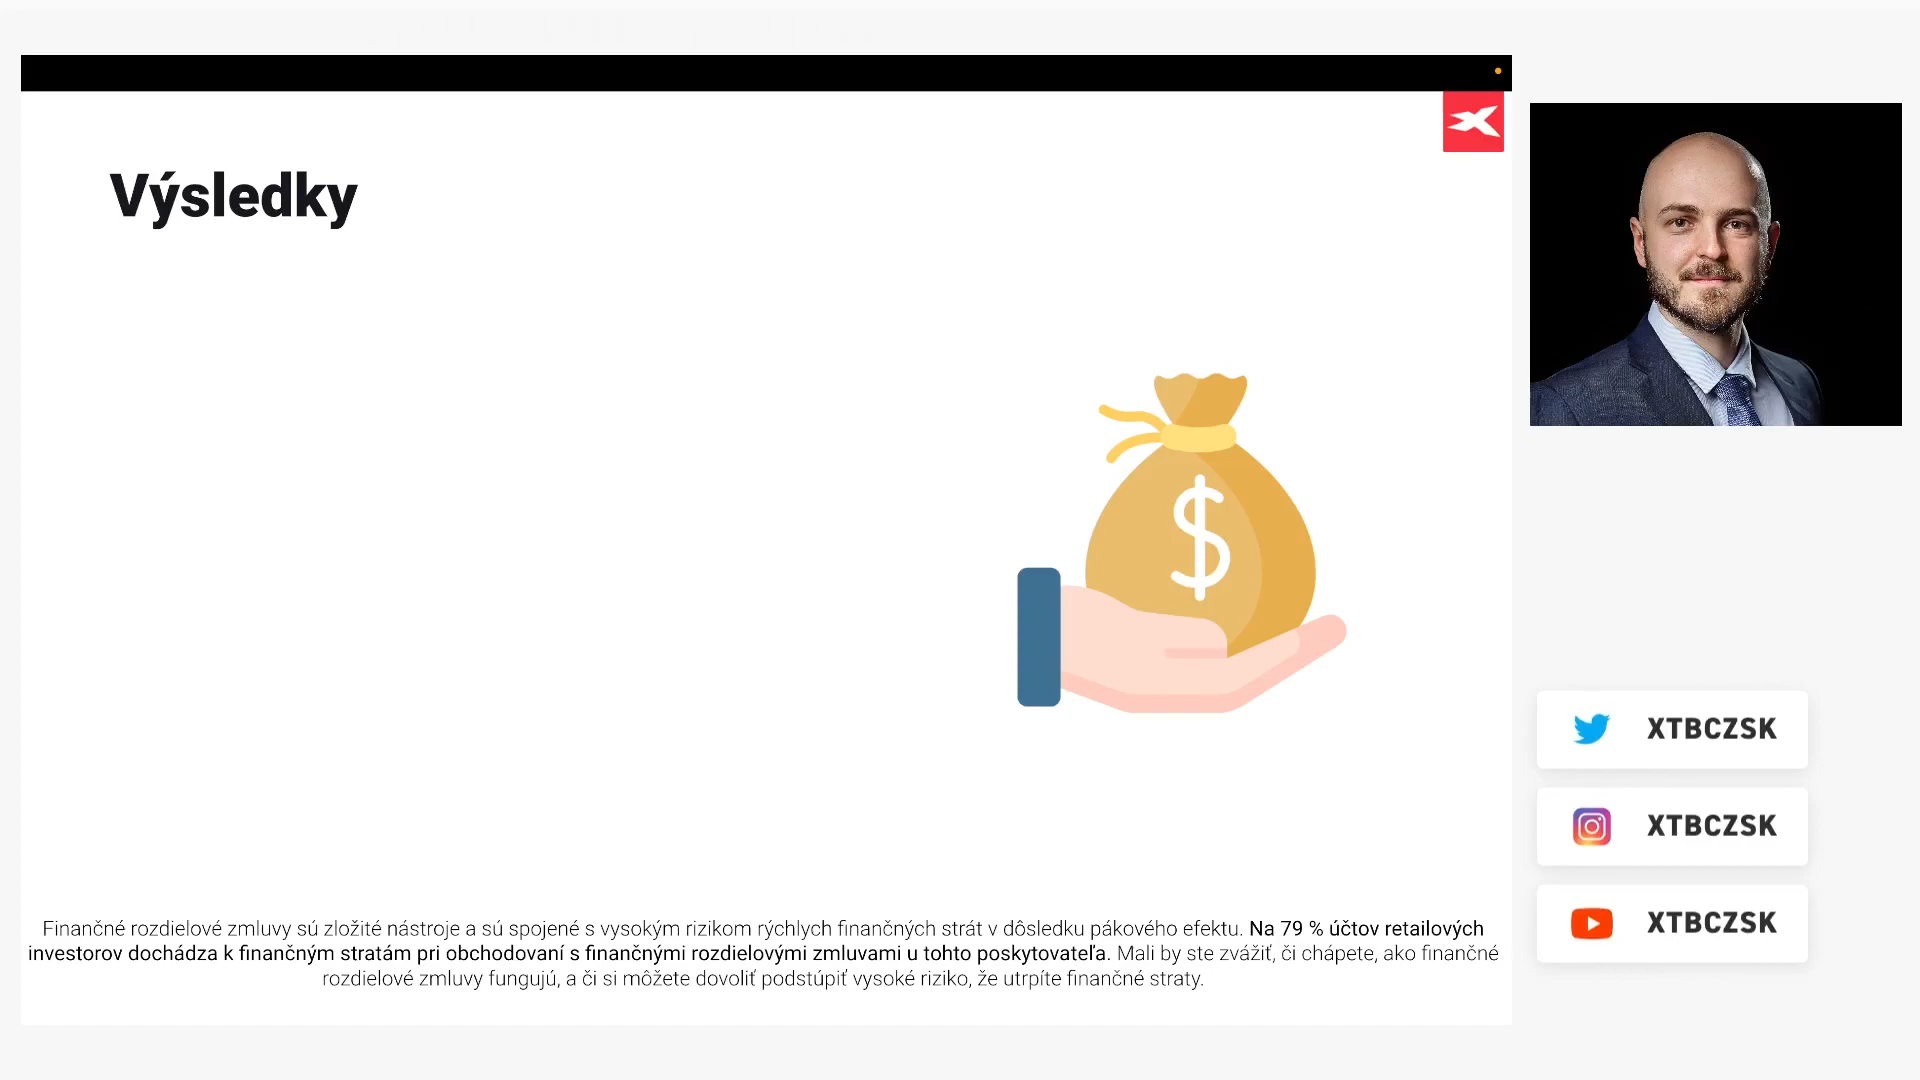 Výsledky
$
Finančné rozdielové zmluvy sú zložité nástroje a sú spojené s vysokým rizikom rýchlych finančných strát v dôsledku pákového efektu. Na 79 % účtov retailových
investorov dochádza k finančným stratám pri obchodovaní s finančnými rozdielovými zmluvami u tohto poskytovateľa. Mali by ste zvážiť, či chápete, ako finančné
rozdielové zmluvy fungujú, a či si môžete dovoliť podstúpiť vysoké riziko, že utrpíte finančné straty.
XTBCZSK
XTBCZSK
XTBCZSK